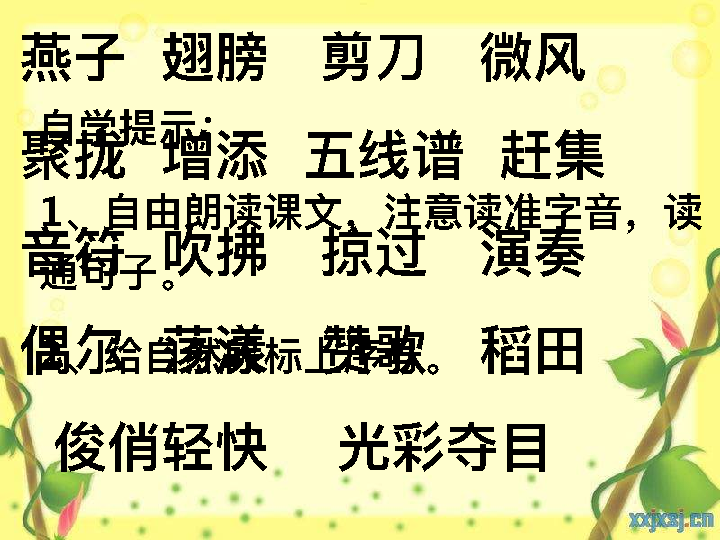 燕子 翅膀 剪刀 微风
自学提示：
聚拢 增添 五线谱 赶集
1、自由朗读课文，注意读准字音，读
音符 吹拂 掠过 演奏
通句子。
偶尔 荡漾 赞歌 稻田
、给自然段标上序号。
俊俏轻快 光彩夺目
xxjxsj.cn